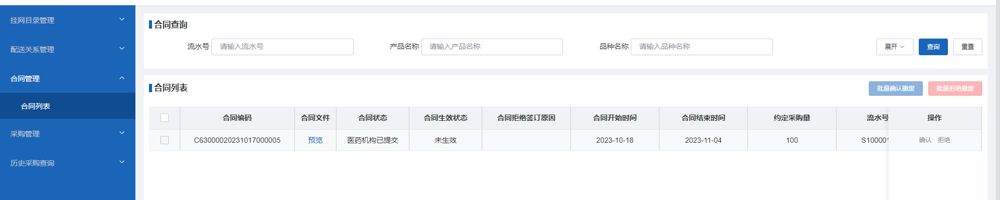 挂网目录管理
配送关系管理
合同管理
合同列表
采购管理
历史采购查询
合同查询
流水号 请输入流水号 产品名称 请输入产品名称 品种名称 请输入品种名称 展开 查询 重置
合同列表 批量确认撤废 批量拒绝撤废
合同编码 合同文件 合同状态 合同生效状态 合同拒绝签订原因 合同开始时间 合同结束时间 约定采购量 流水号 操作
C63000020231017000005 预览 医药机构已提交 未生效 2023-10-18 2023-11-04 100 S100001 确认 拒绝